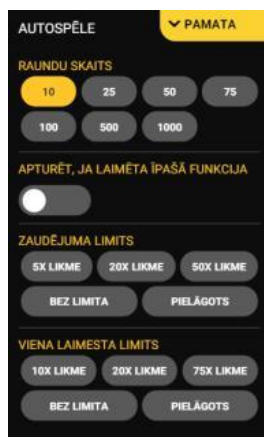 AUTOSPĒLE PAMATA
RAUNDU SKAITS
10 25 50 75
100 500 1000
APTURĒT, JA LAIMĒTA ĪPAŠĀ FUNKCIJA
ZAUDĒJUMA LIMITS
5X LIKME 20X LIKME 50X LIKME
BEZ LIMITA PIELĀGOTS
VIENA LAIMESTA LIMITS
10X LIKME 20X LIKME 75X LIKME
BEZ LIMITA PIELĀGOTS